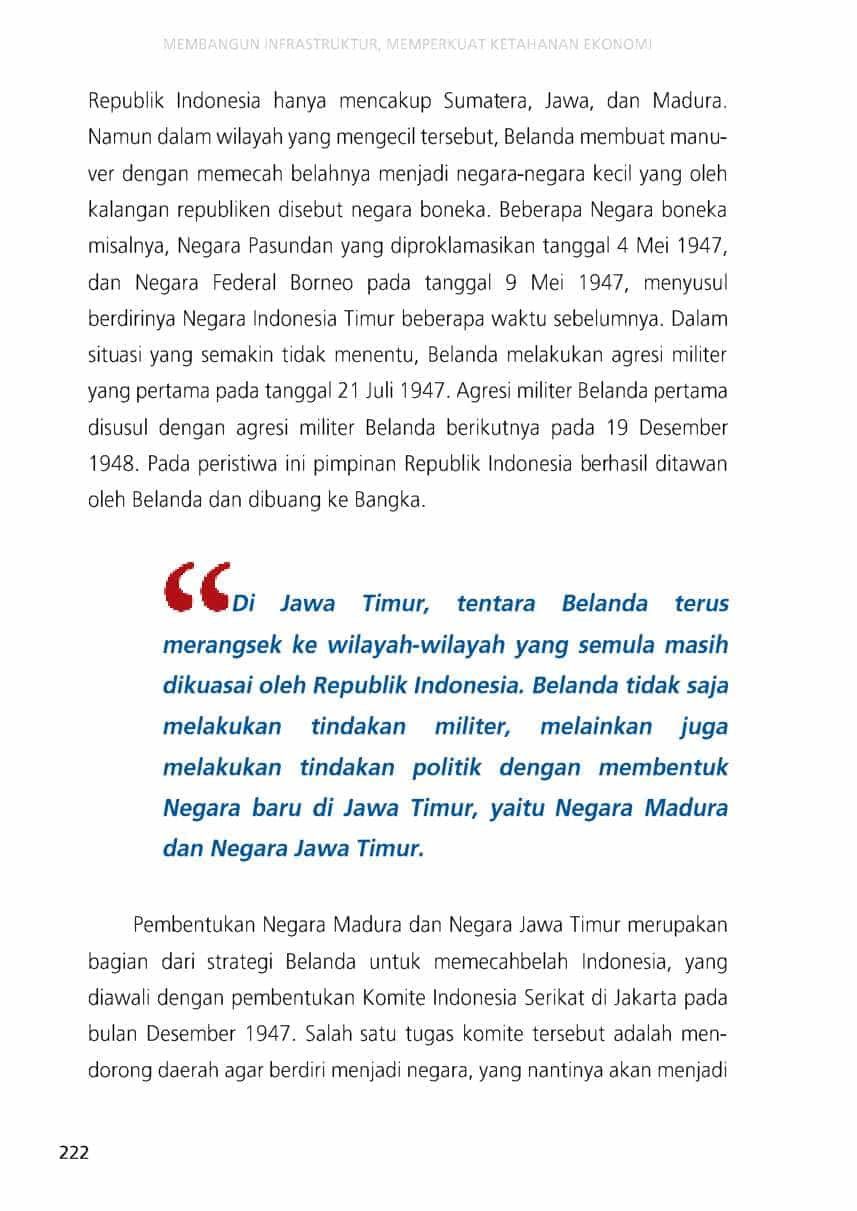 MEMBANGUN INFRASTRUKTUR, MEMPERKUAT KETAHANAN EKONOMI
Republik Indonesia hanya mencakup Sumatera, Jawa, dan Madura.
Namun dalam wilayah yang mengecil tersebut, Belanda membuat manu-
ver dengan memecah belahnya menjadi negara-negara kecil yang oleh
kalangan republiken disebut negara boneka. Beberapa Negara boneka
misalnya, Negara Pasundan yang diproklamasikan tanggal 4 Mei 1947,
dan Negara Federal Borneo pada tanggal 9 Mei 1947, menyusul
berdirinya Negara Indonesia Timur beberapa waktu sebelumnya. Dalam
situasi yang semakin tidak menentu, Belanda melakukan agresi militer
yang pertama pada tanggal 21 Juli 1947. Agresi militer Belanda pertama
disusul dengan agresi militer Belanda berikutnya pada 19 Desember
1948. Pada peristiwa ini pimpinan Republik Indonesia berhasil ditawan
oleh Belanda dan dibuang ke Bangka.
“Di Jawa Timur, tentara Belanda terus
merangsek ke wilayah-wilayah yang semula masih
dikuasai oleh Republik Indonesia. Belanda tidak saja
melakukan tindakan militer, melainkan juga
melakukan tindakan politik dengan membentuk
Negara baru di Jawa Timur, yaitu Negara Madura
dan Negara Jawa Timur.
Pembentukan Negara Madura dan Negara Jawa Timur merupakan
bagian dari strategi Belanda untuk memecahbelah Indonesia, yang
diawali dengan pembentukan Komite Indonesia Serikat di Jakarta pada
bulan Desember 1947. Salah satu tugas komite tersebut adalah men-
dorong daerah agar berdiri menjadi negara, yang nantinya akan menjadi
222